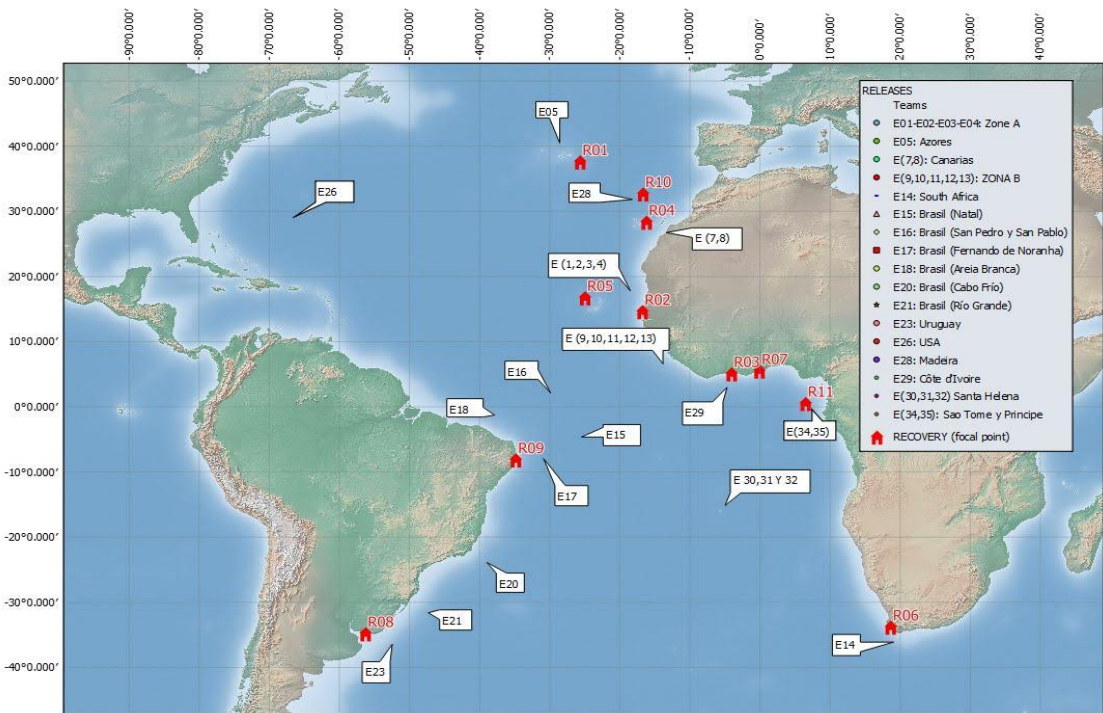 -90°0.000′
-80°0.000′
-70°0.000′
-60°0.000′
-50°0.000′
-40°0.000′
-30°0.000′
-20°0.000′
-10°0.000′
0°0.000′
10°0.000′
20°0.000′
30°0.000′
40°0.000′
50°0.000′
40°0.000′
30°0.000′
20°0.000′
10°0.000′
0°0.000′
-10°0.000′
-20°0.000′
-30°0.000′
-40°0.000′
E05
R01
R10
E28
E26
R04
E (7,8)
E (1,2,3,4)
R05
R02
E (9,10,11,12,13)
R03
R07
E16
E18
E29
R11
E(34,35)
E15
R09
E17
E 30,31 Y 32
E20
E21
R08
E23
R06
E14
RELEASES
Teams
E01-E02-E03-E04: Zone A
E05: Azores
E(7,8): Canarias
E(9,10,11,12,13): ZONA B
E14: South Africa
E15: Brasil (Natal)
E16: Brasil (San Pedro y San Pablo)
E17: Brasil (Fernando de Noranha)
E18: Brasil (Areia Branca)
E20: Brasil (Cabo Frío)
E21: Brasil (Río Grande)
E23: Uruguay
E26: USA
E28: Madeira
E29: Côte d'Ivoire
E(30,31,32) Santa Helena
E(34,35): Sao Tome y Principe
RECOVERY (focal point)